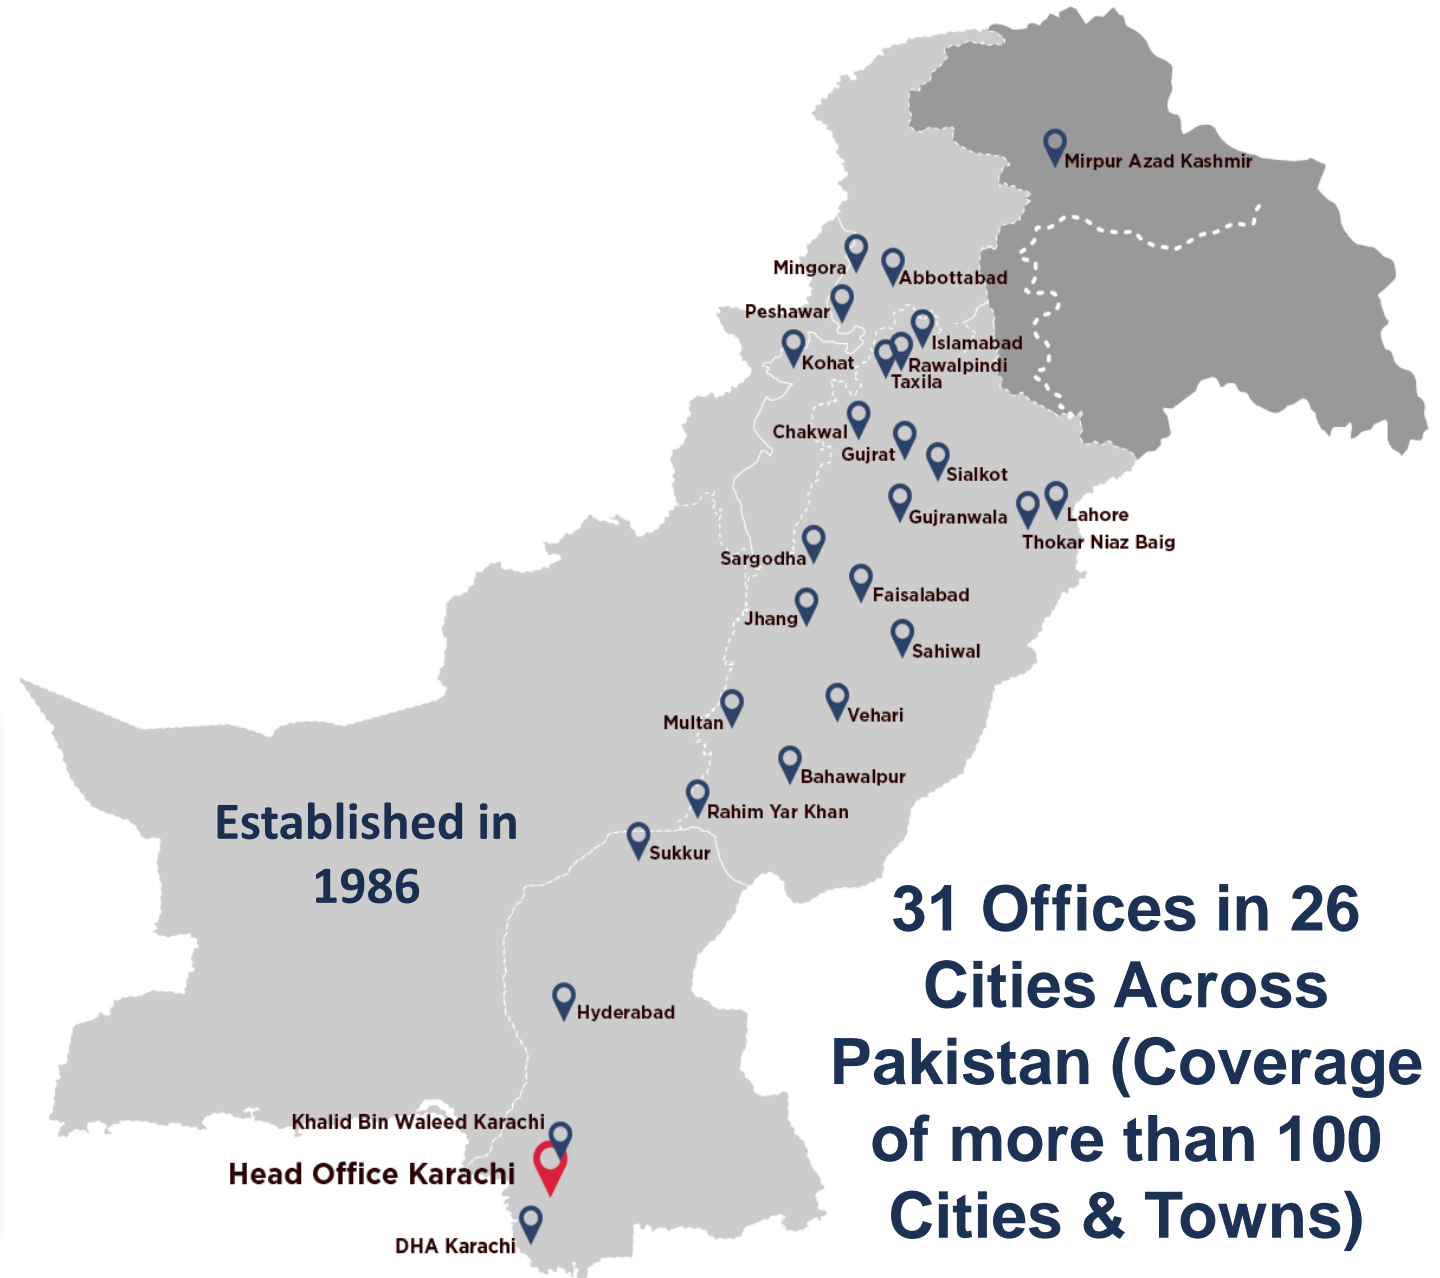 Mirpur Azad Kashmir
Mingora
Abbottabad
Peshawar
Islamabad
Kohat
Rawalpindi
Taxila
Chakwal
Gujrat
Sialkot
Gujranwala
Lahore
Thokar Niaz Baig
Sargodha
Faisalabad
Jhang
Sahiwal
Multan
Vehari
Bahawalpur
Rahim Yar Khan
Sukkur
Established in
1986
31 Offices in 26
Cities Across
Pakistan (Coverage
of more than 100
Cities & Towns)
Hyderabad
Khalid Bin Waleed Karachi
Head Office Karachi
DHA Karachi